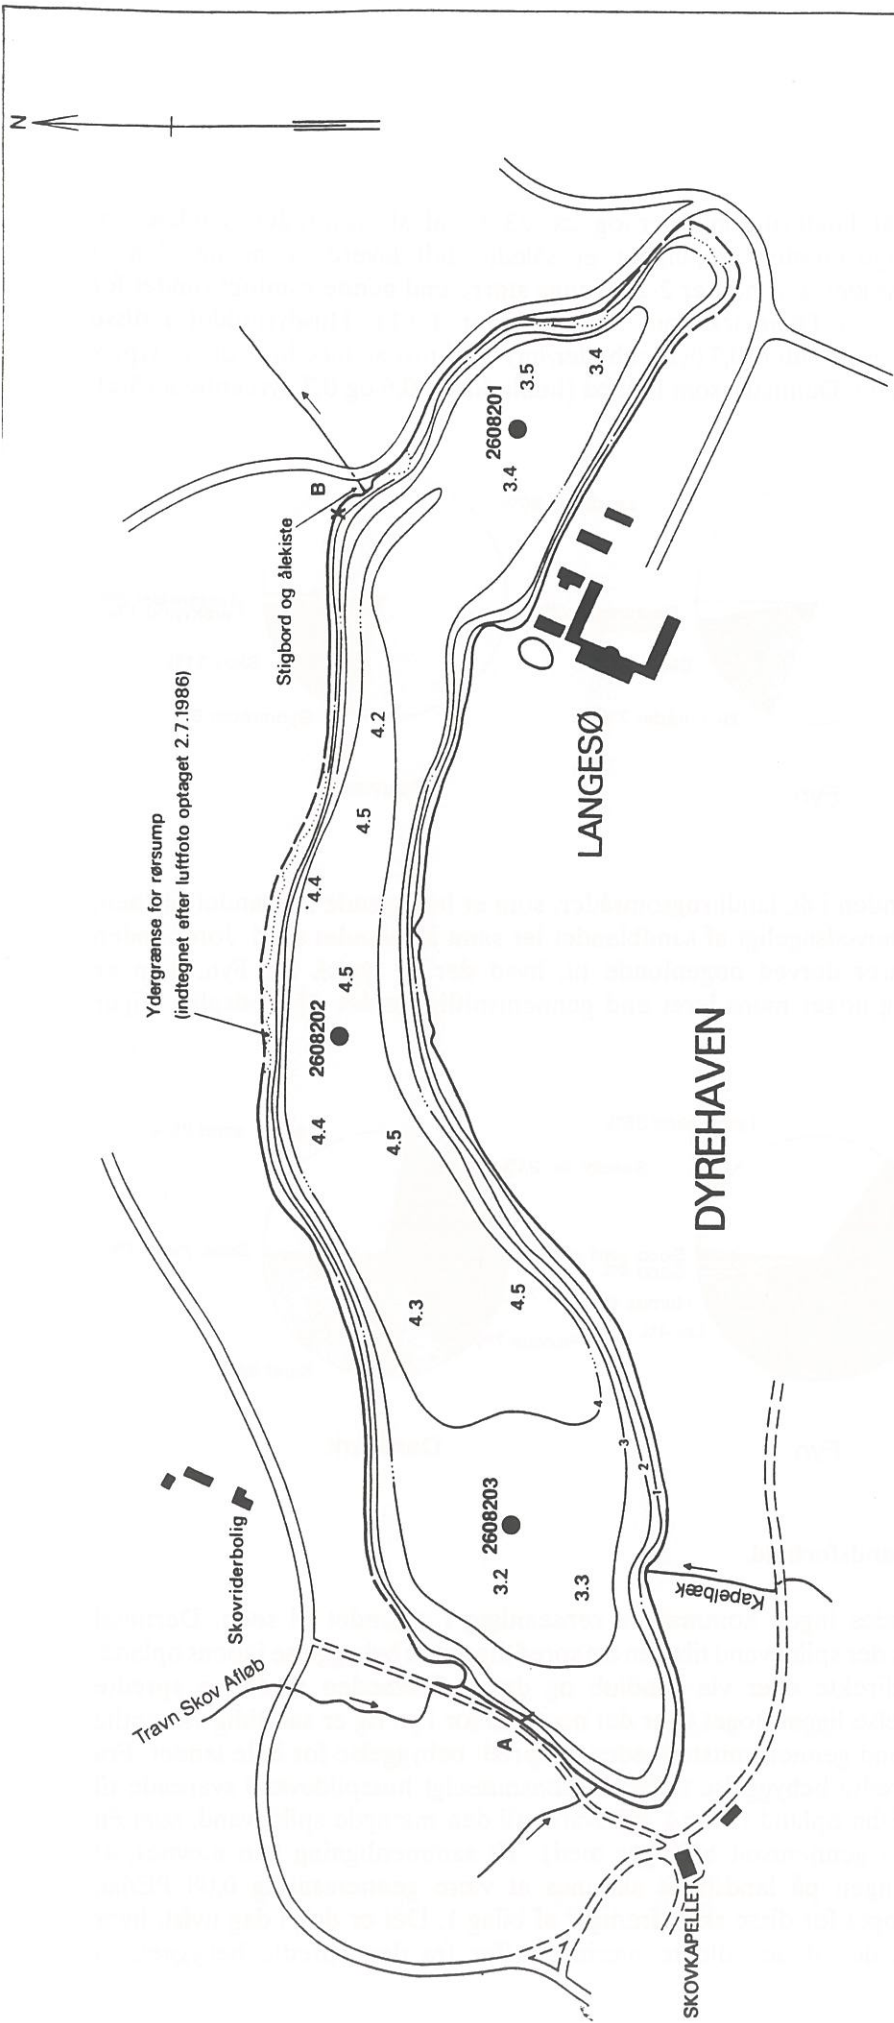 N
Ydergrænse for rørsump
(indtegnet efter luftfoto optaget 2.7.1986)
Stigbord og ålekiste
B
Skovriderbolig
Travn Skov Afløb
A
SKOVKAPELLET
Kapelbæk
2608203
3.2
3.3
1
2
3
4
4.3
4.5
4.4
4.5
2608202
4.5
4.4
4.5
4.2
2608201
3.4
3.5
3.4
LANGESØ
DYREHAVEN